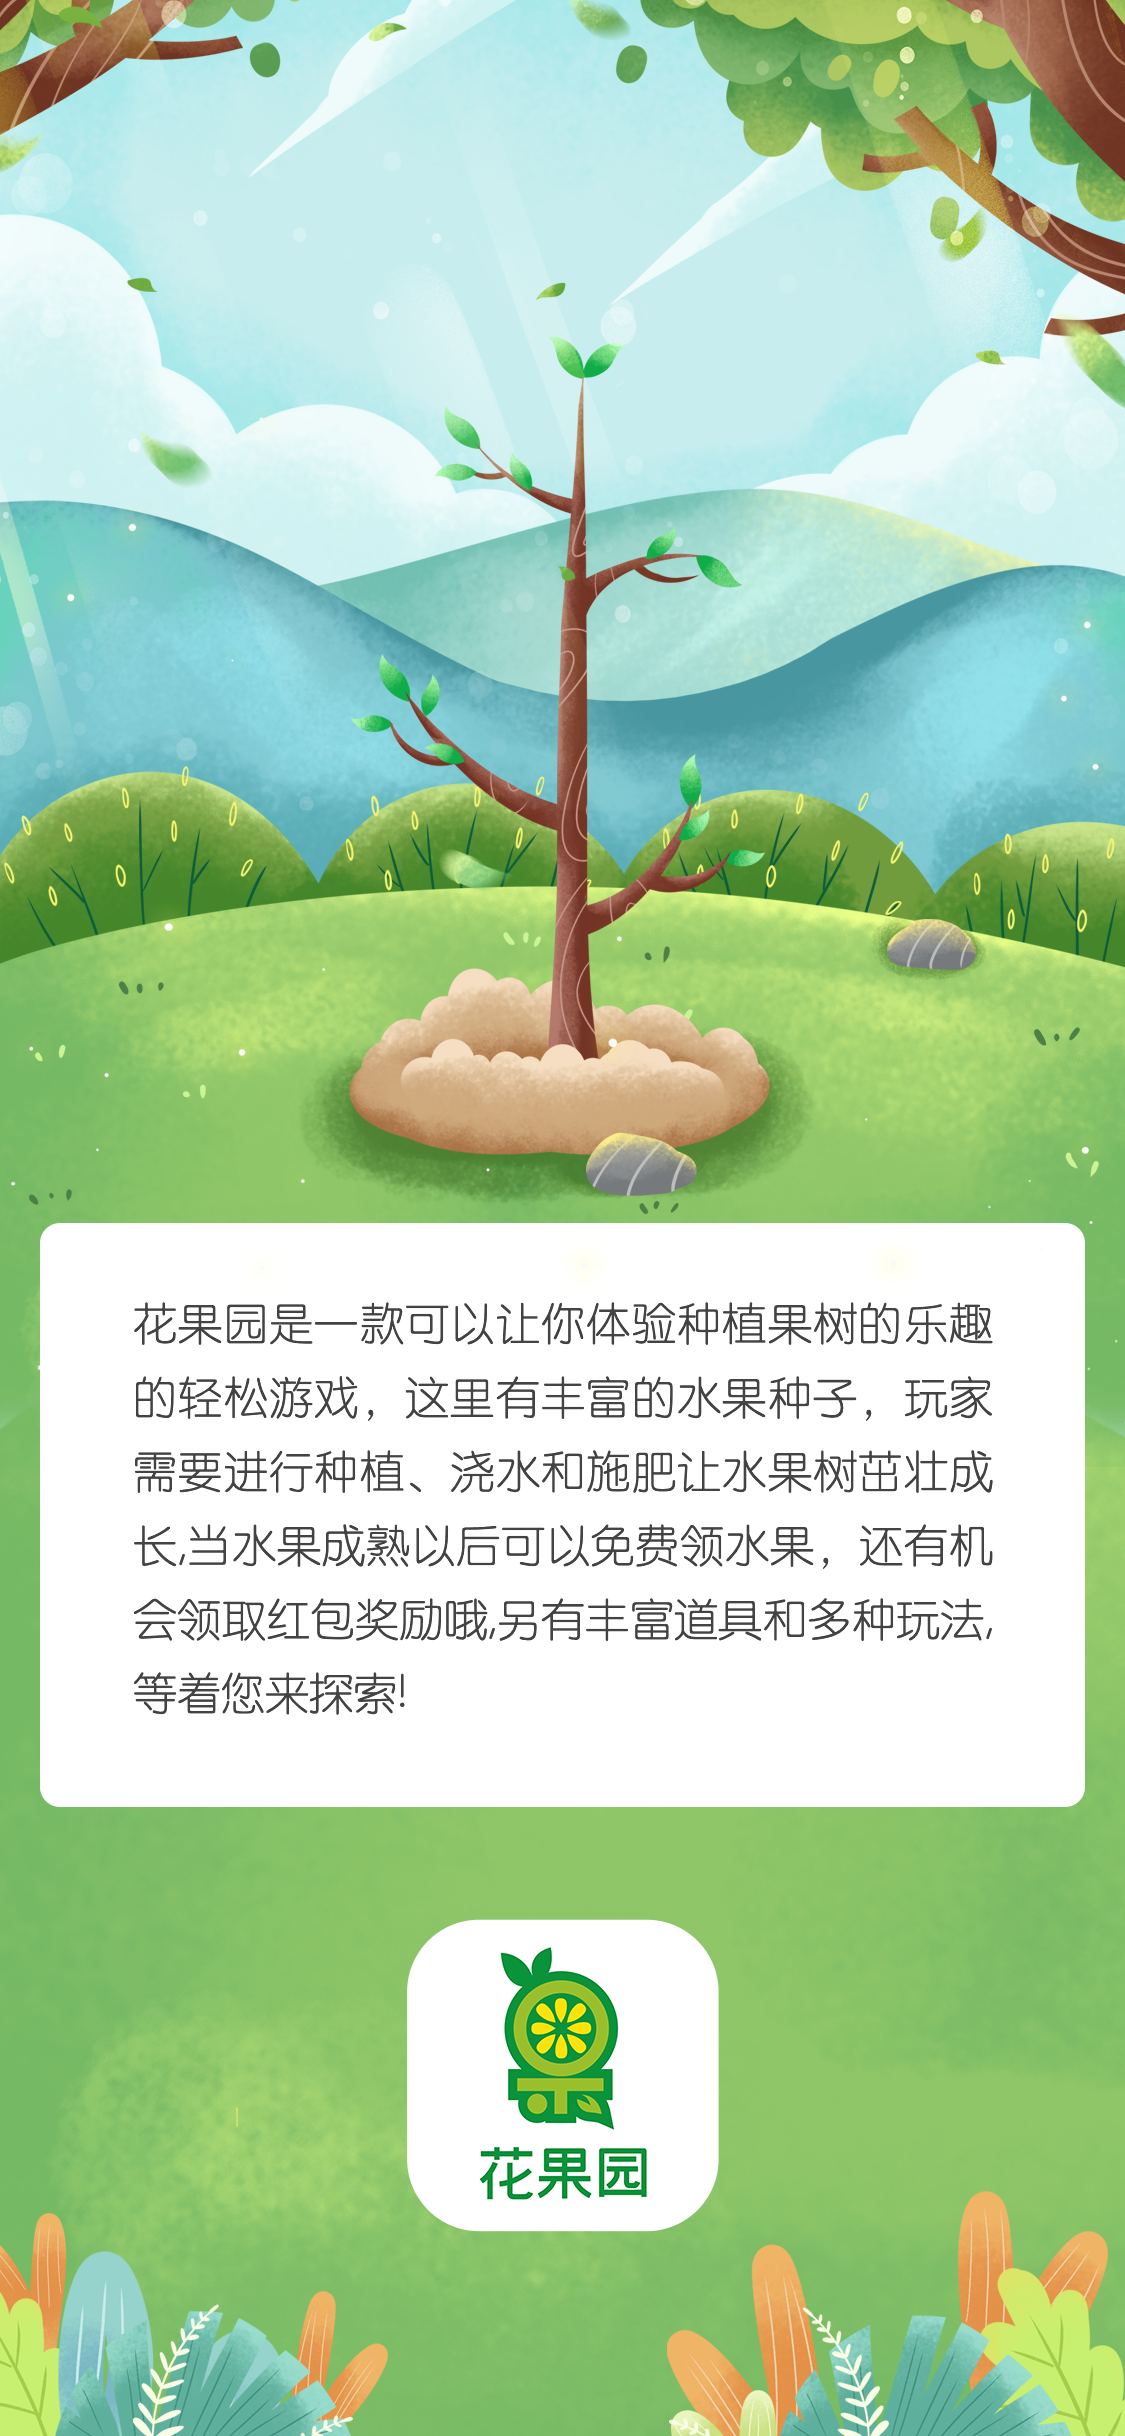 花果园是一款可以让你体验种植果树的乐趣
的轻松游戏，这里有丰富的水果种子，玩家
需要进行种植、浇水和施肥让水果树茁壮成
长,当水果成熟以后可以免费领水果，还有机
会领取红包奖励哦,另有丰富道具和多种玩法,
等着您来探索!
花果园